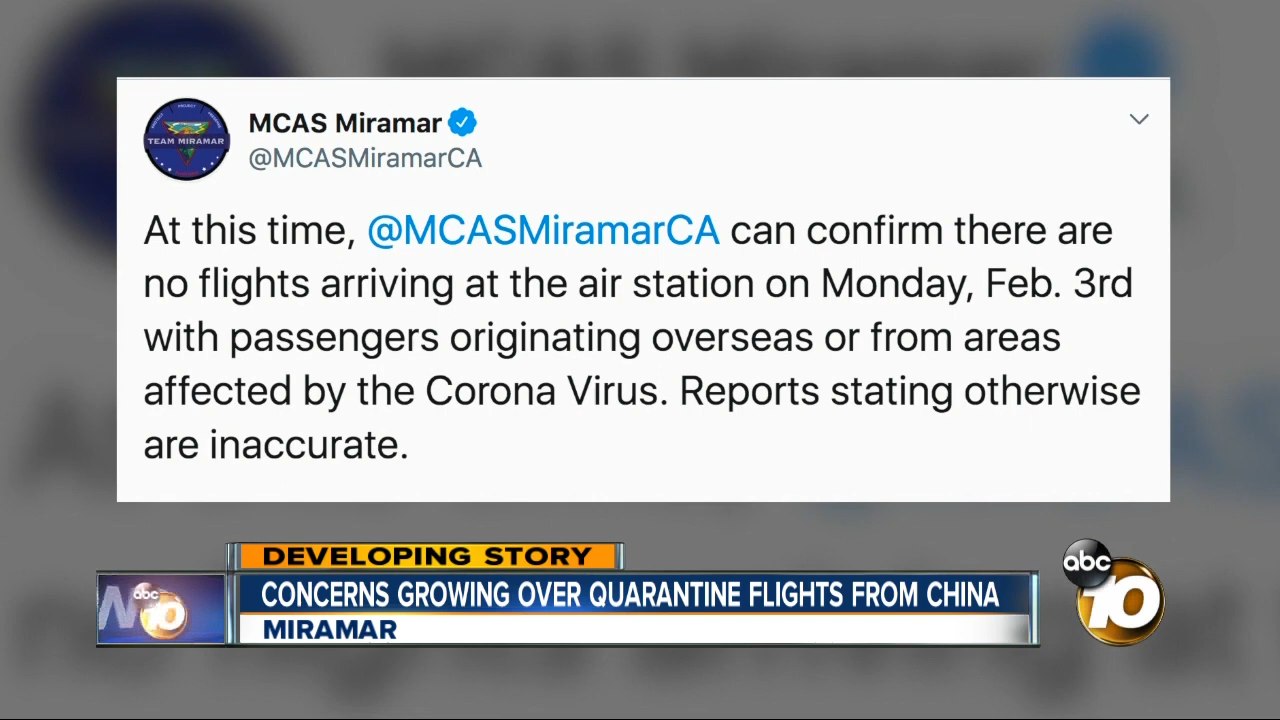 TEAM MIRAMAR
MCAS Miramar
@MCASMiramarCA
At this time, @MCASMiramarCA can confirm there are
no flights arriving at the air station on Monday, Feb. 3rd
with passengers originating overseas or from areas
affected by the Corona Virus. Reports stating otherwise
are inaccurate.
DEVELOPING STORY
CONCERNS GROWING OVER QUARANTINE FLIGHTS FROM CHINA
MIRAMAR
abc
10
abc
10